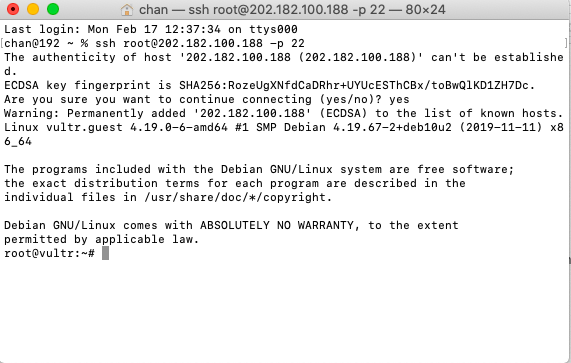 chan — ssh root@202.182.100.188 -p 22 — 80×24
Last login: Mon Feb 17 12:37:34 on ttys000
[chan@192 ~ % ssh root@202.182.100.188 -p 22 ]
The authenticity of host '202.182.100.188 (202.182.100.188)' can't be establishe
d.
ECDSA key fingerprint is SHA256:RozeUgXNfdCaDRhr+UYUcESThCBx/toBwQlKD1ZH7Dc.
Are you sure you want to continue connecting (yes/no)? yes
Warning: Permanently added '202.182.100.188' (ECDSA) to the list of known hosts.
Linux vultr.guest 4.19.0-6-amd64 #1 SMP Debian 4.19.67-2+deb10u2 (2019-11-11) x8
6_64
The programs included with the Debian GNU/Linux system are free software;
the exact distribution terms for each program are described in the
individual files in /usr/share/doc/*/copyright.
Debian GNU/Linux comes with ABSOLUTELY NO WARRANTY, to the extent
permitted by applicable law.
root@vultr:~#